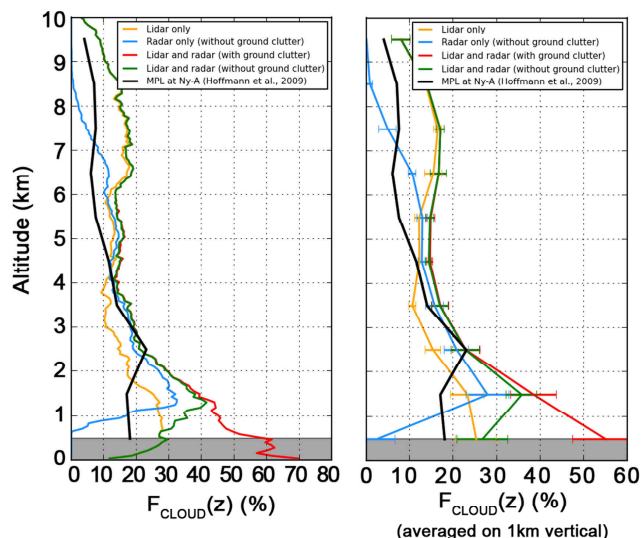 Lidar only
Radar only (without ground clutter)
Lidar and radar (with ground clutter)
Lidar and radar (without ground clutter)
MPL at Ny-A (Hoffmann et al., 2009)
10
9
8
7
6
5
4
3
2
1
0
Altitude (km)
0 10 20 30 40 50 60 70 80
F_CLOUD(z) (%)
Lidar only
Radar only (without ground clutter)
Lidar and radar (with ground clutter)
Lidar and radar (without ground clutter)
MPL at Ny-A (Hoffmann et al., 2009)
0 10 20 30 40 50 60
F_CLOUD(z) (%)
(averaged on 1km vertical)